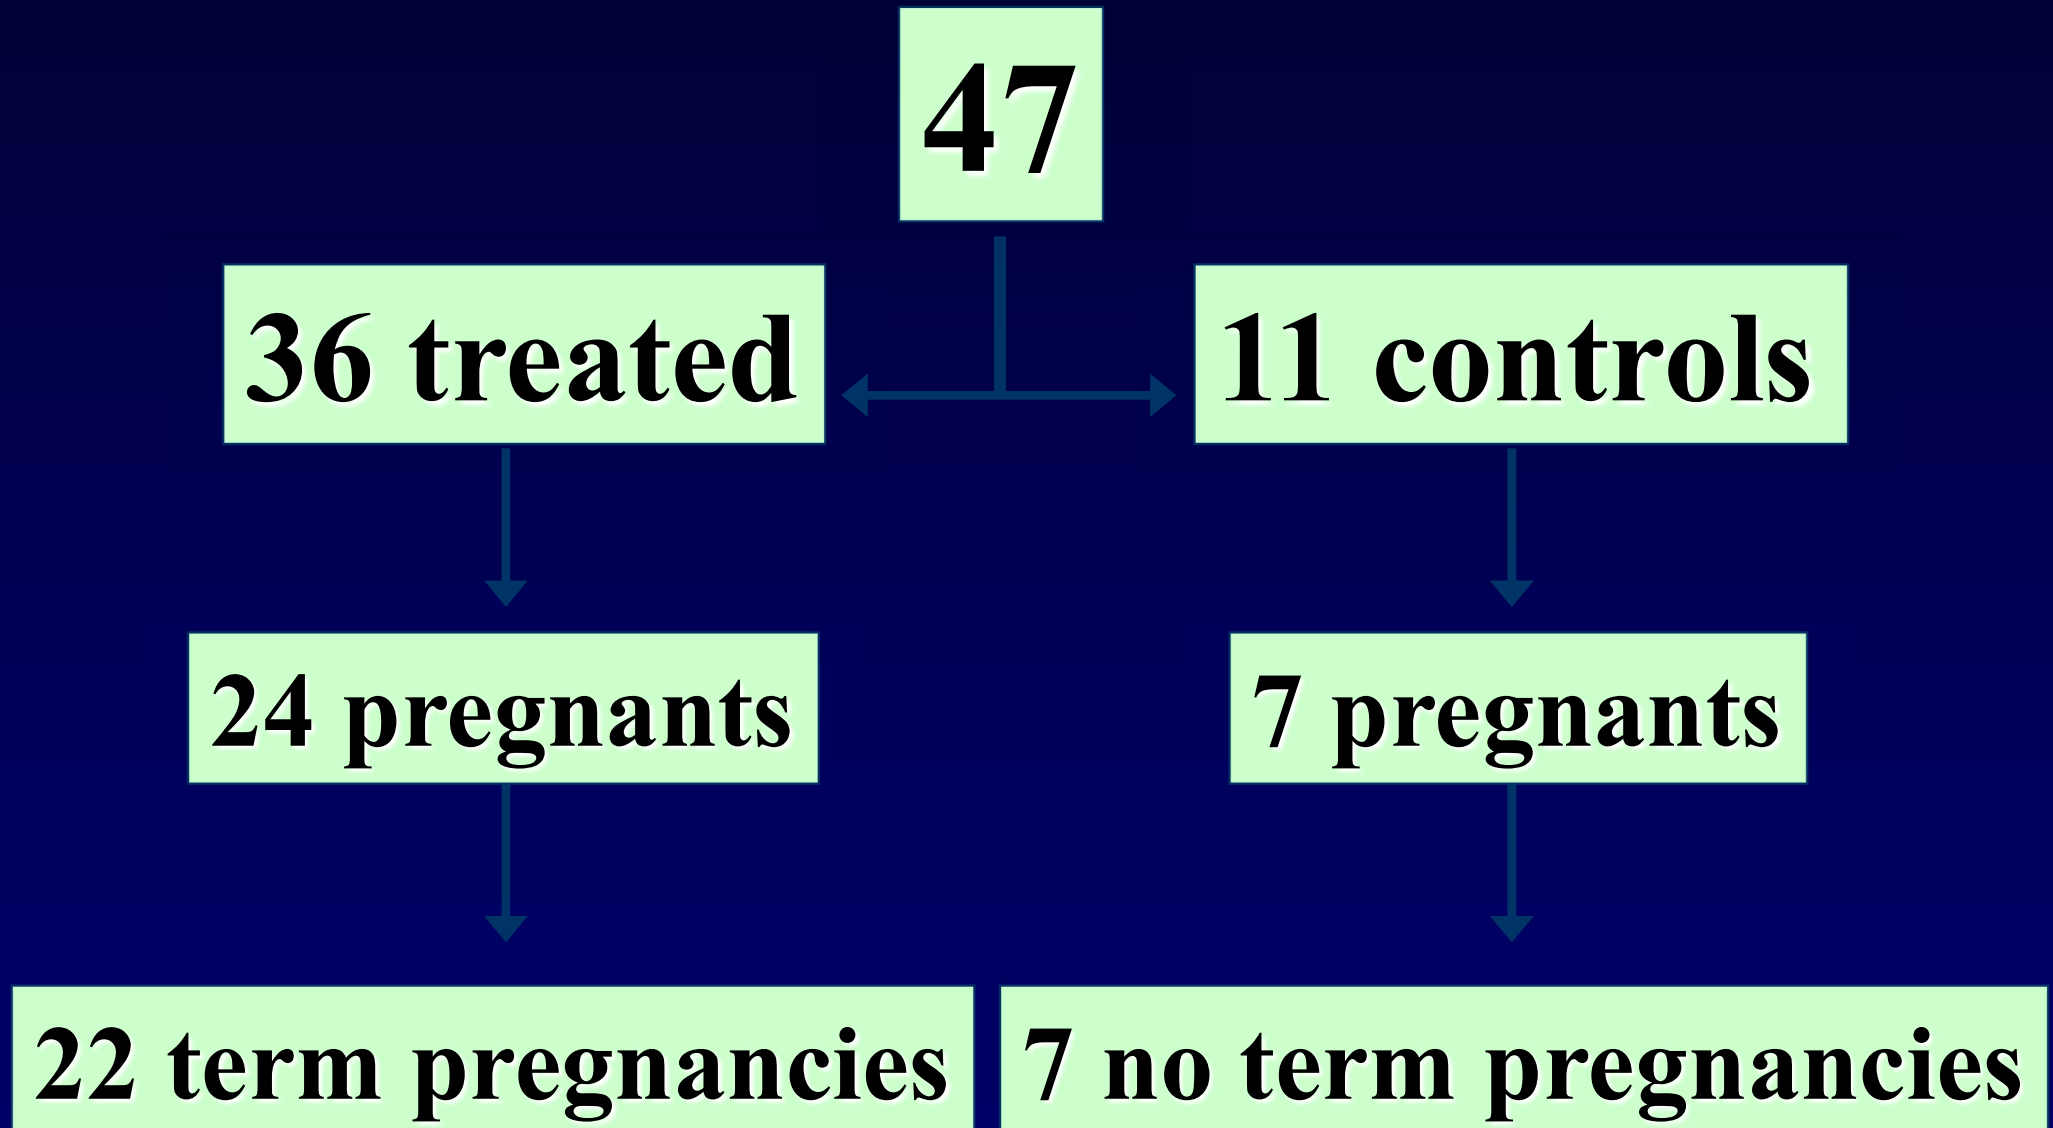 47
36 treated
11 controls
24 pregnants
7 pregnants
22 term pregnancies
7 no term pregnancies